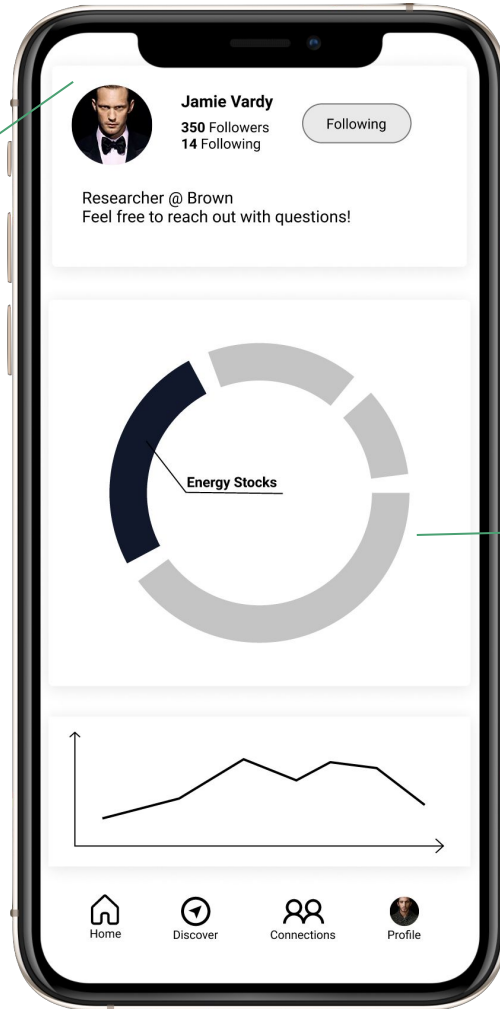 Jamie Vardy
350 Followers
14 Following
Following
Researcher @ Brown
Feel free to reach out with questions!
Energy Stocks
Home
Discover
Connections
Profile